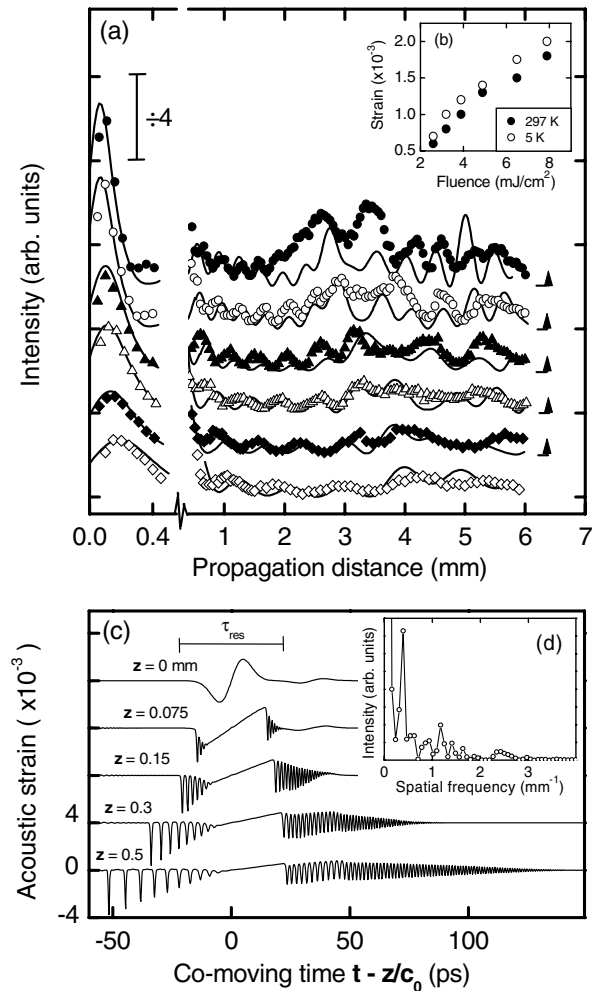 (a)
÷4
Intensity (arb. units)
0.0 0.4 1 2 3 4 5 6 7
Propagation distance (mm)
(b)
Strain (x10⁻³)
2.0
1.5
1.0
0.5
297 K
5 K
2 4 6 8
Fluence (mJ/cm²)
(c)
τres
z = 0 mm
z = 0.075
z = 0.15
z = 0.3
z = 0.5
Acoustic strain ( x10⁻³)
4
0
-4
-50 0 50 100
Co-moving time t - z/c₀ (ps)
(d)
Intensity (arb. units)
0 1 2 3
Spatial frequency (mm⁻¹)